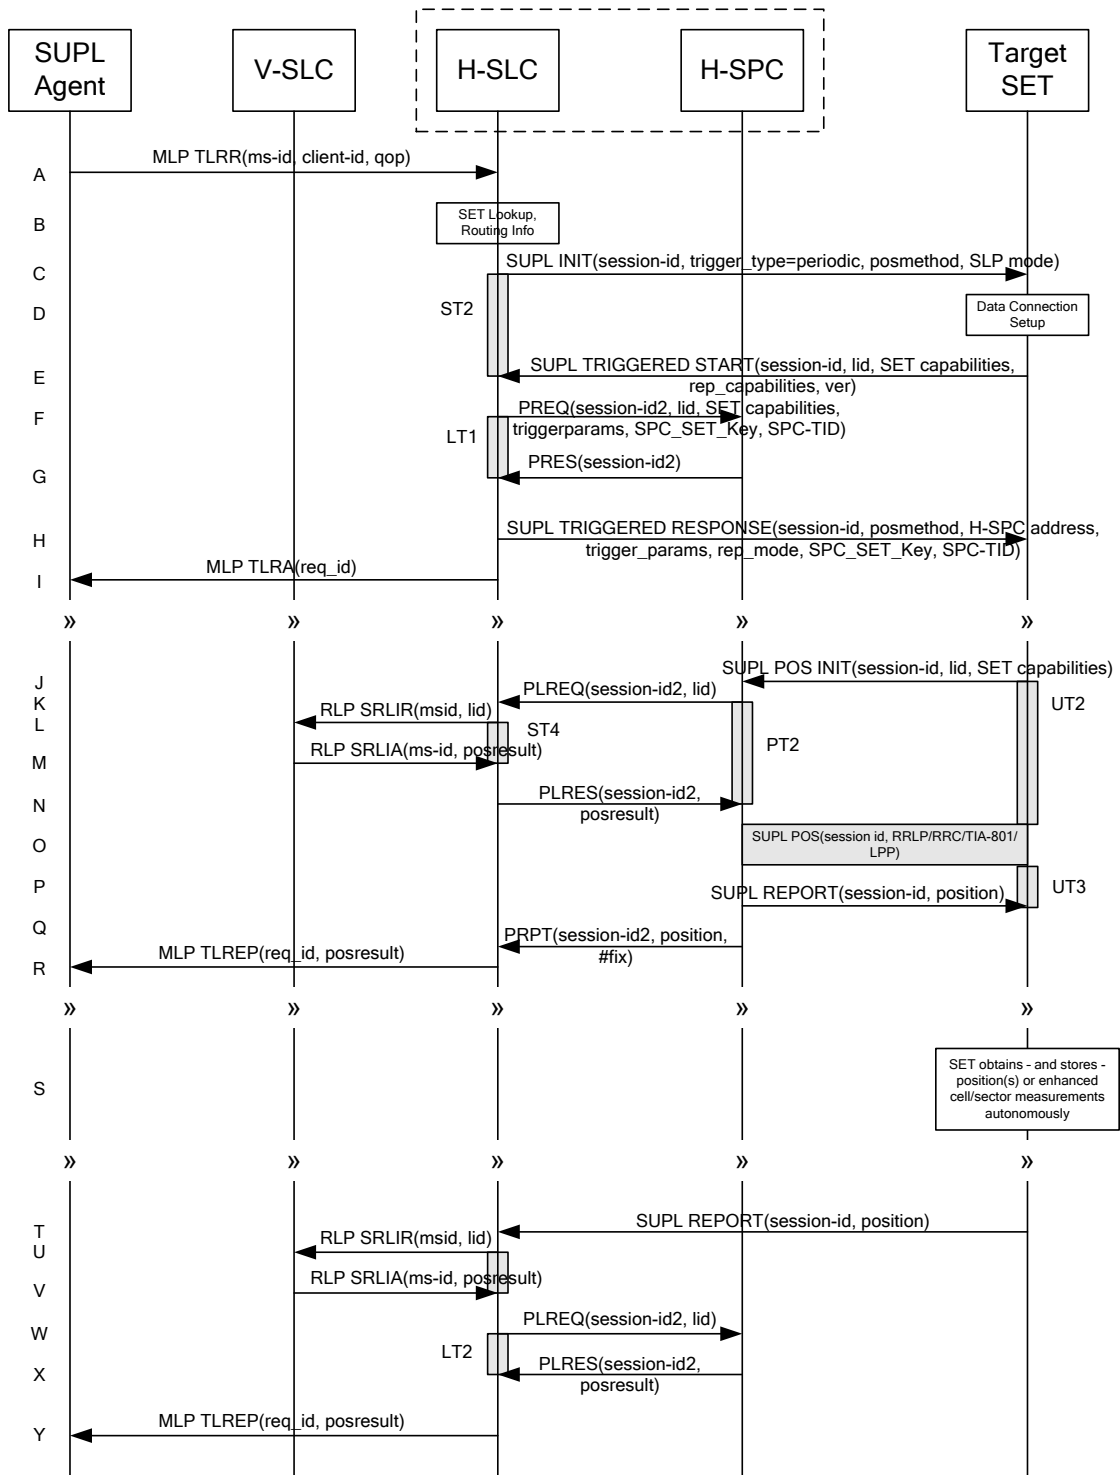 SUPL
Agent
V-SLC
H-SLC
H-SPC
Target
SET
A
MLP TLRR(ms-id, client-id, qop)
B
SET Lookup,
Routing Info
C
SUPL INIT(session-id, trigger_type=periodic, posmethod, SLP mode)
D
ST2
Data Connection
Setup
E
SUPL TRIGGERED START(session-id, lid, SET capabilities,
rep_capabilities, ver)
F
PREQ(session-id2, lid, SET capabilities,
triggerparams, SPC_SET_Key, SPC-TID)
LT1
G
PRES(session-id2)
H
SUPL TRIGGERED RESPONSE(session-id, posmethod, H-SPC address,
trigger_params, rep_mode, SPC_SET_Key, SPC-TID)
I
MLP TLRA(req_id)
» » » » »
J
SUPL POS INIT(session-id, lid, SET capabilities)
K
PLREQ(session-id2, lid)
L
RLP SRLIR(msid, lid)
ST4
UT2
M
RLP SRLIA(ms-id, posresult)
PT2
N
PLRES(session-id2,
posresult)
O
SUPL POS(session id, RRLP/RRC/TIA-801/
LPP)
P
SUPL REPORT(session-id, position)
UT3
Q
PRPT(session-id2, position,
#fix)
R
MLP TLREP(req_id, posresult)
» » » » »
S
SET obtains - and stores -
position(s) or enhanced
cell/sector measurements
autonomously
» » » » »
T
SUPL REPORT(session-id, position)
U
RLP SRLIR(msid, lid)
V
RLP SRLIA(ms-id, posresult)
W
PLREQ(session-id2, lid)
LT2
X
PLRES(session-id2,
posresult)
Y
MLP TLREP(req_id, posresult)